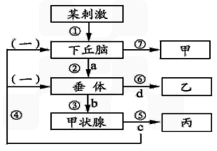 某刺激
①
(一) 下丘脑 ⑦ 甲
② a
(一) 垂体 ⑥ d 乙
③ b
④ 甲状腺 ⑤ c 丙